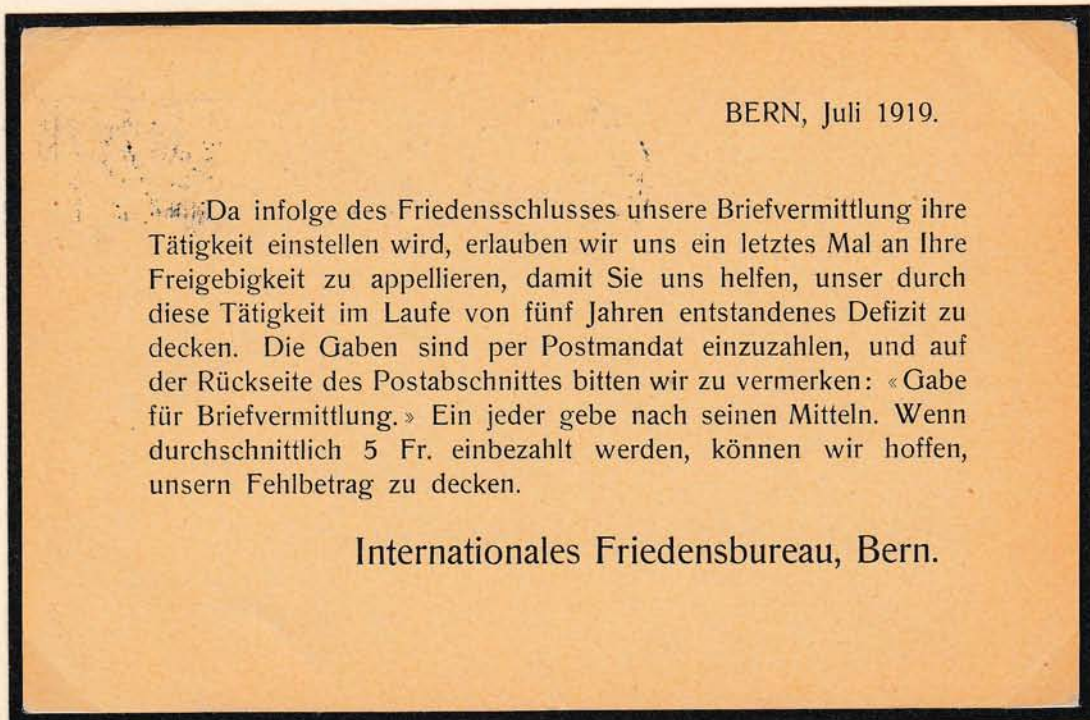 BERN, Juli 1919.
Da infolge des Friedensschlusses unsere Briefvermittlung ihre
Tätigkeit einstellen wird, erlauben wir uns ein letztes Mal an Ihre
Freigebigkeit zu appellieren, damit Sie uns helfen, unser durch
diese Tätigkeit im Laufe von fünf Jahren entstandenes Defizit zu
decken. Die Gaben sind per Postmandat einzuzahlen, und auf
der Rückseite des Postabschnittes bitten wir zu vermerken: «Gabe
für Briefvermittlung.» Ein jeder gebe nach seinen Mitteln. Wenn
durchschnittlich 5 Fr. einbezahlt werden, können wir hoffen,
unsern Fehlbetrag zu decken.
Internationales Friedensbureau, Bern.